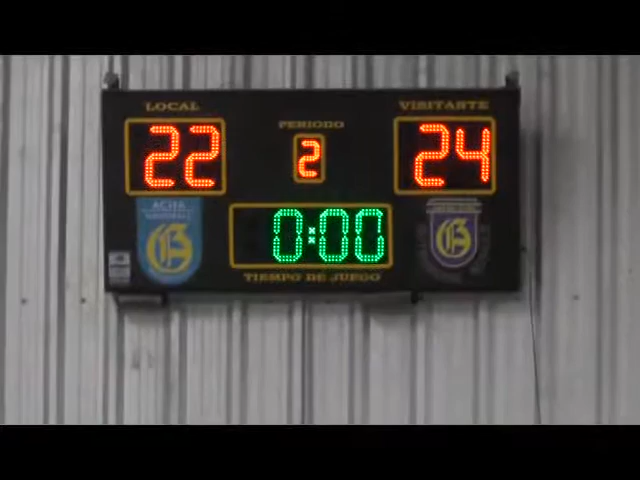 LOCAL
PERIODO
VISITANTE
22
2
24
0:00
TIEMPO DE JUEGO
ACHA
G
G